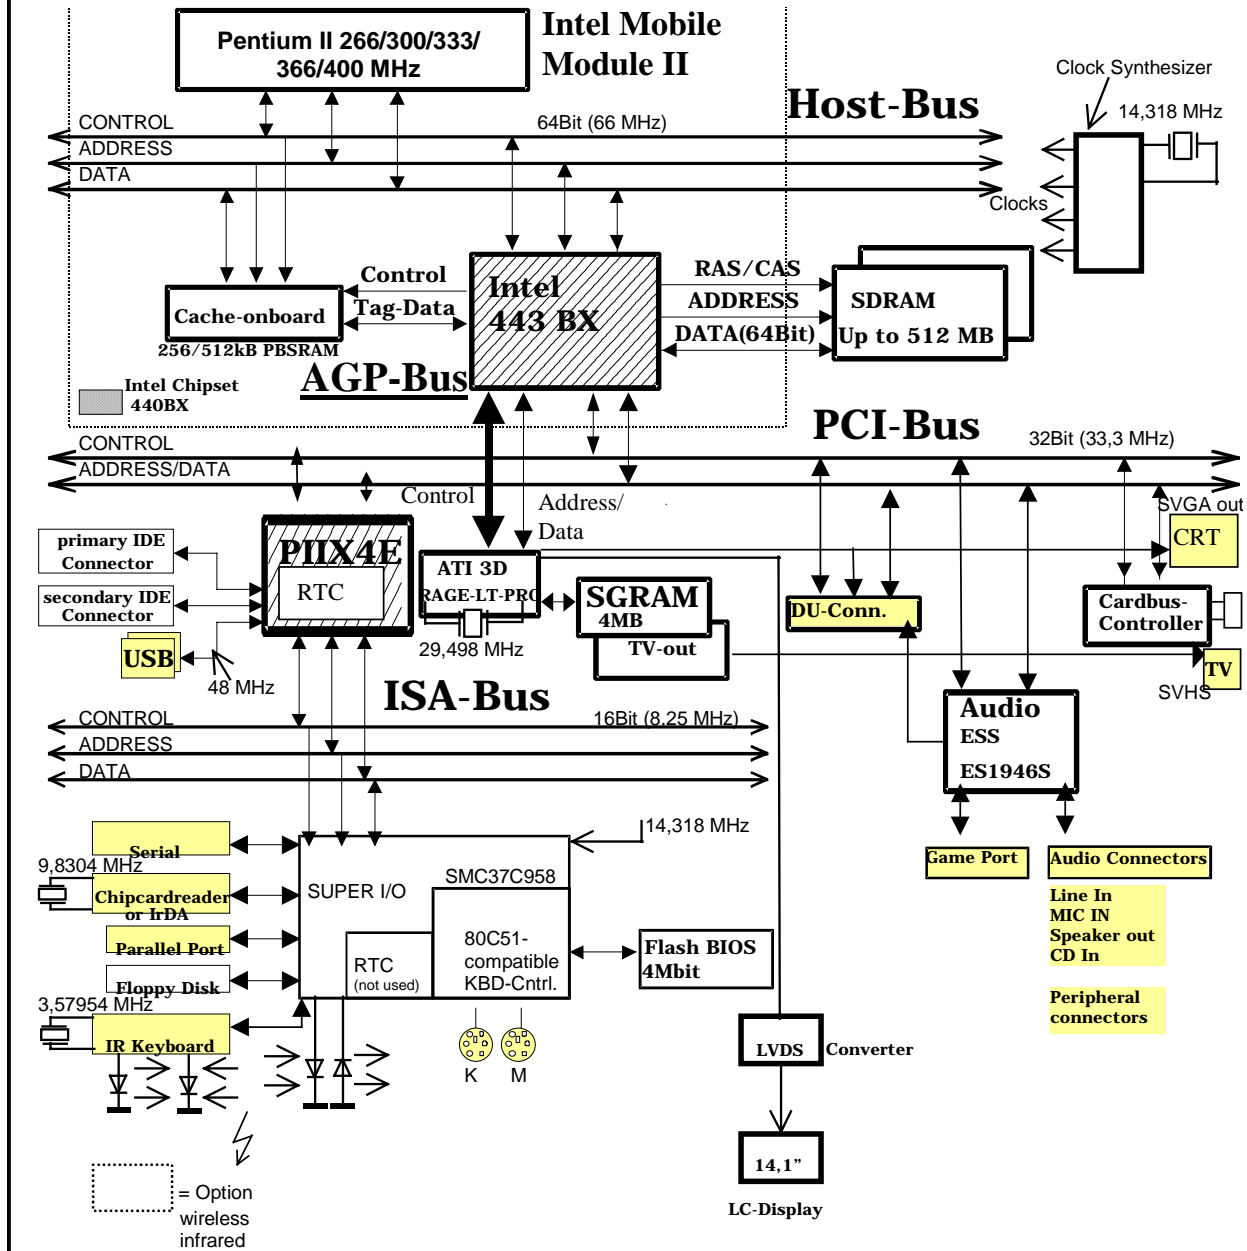 Pentium II 266/300/333/
366/400 MHz
Intel Mobile
Module II
Host-Bus
Clock Synthesizer
14,318 MHz
CONTROL
64Bit (66 MHz)
ADDRESS
DATA
Clocks
Control
Tag-Data
Cache-onboard
256/512kB PBSRAM
Intel
443 BX
RAS/CAS
ADDRESS
DATA(64Bit)
SDRAM
Up to 512 MB
AGP-Bus
Intel Chipset
440BX
PCI-Bus
CONTROL
32Bit (33,3 MHz)
ADDRESS/DATA
Control
Address/
Data
SVGA out
CRT
primary IDE
Connector
secondary IDE
Connector
USB
48 MHz
PIIX4E
RTC
ATI 3D
RAGE-LT-PRO
29,498 MHz
SGRAM
4MB
TV-out
DU-Conn.
Cardbus-
Controller
TV
SVHS
ISA-Bus
CONTROL
16Bit (8,25 MHz)
ADDRESS
DATA
Audio
ESS
ES1946S
Game Port
Audio Connectors
Line In
MIC IN
Speaker out
CD In
Peripheral
connectors
14,318 MHz
Serial
9,8304 MHz
Chipcardreader
or IrDA
Parallel Port
Floppy Disk
3,57954 MHz
IR Keyboard
SUPER I/O
SMC37C958
RTC
(not used)
80C51-
compatible
KBD-Cntrl.
Flash BIOS
4Mbit
K
M
LVDS
Converter
14,1”
LC-Display
= Option
wireless
infrared